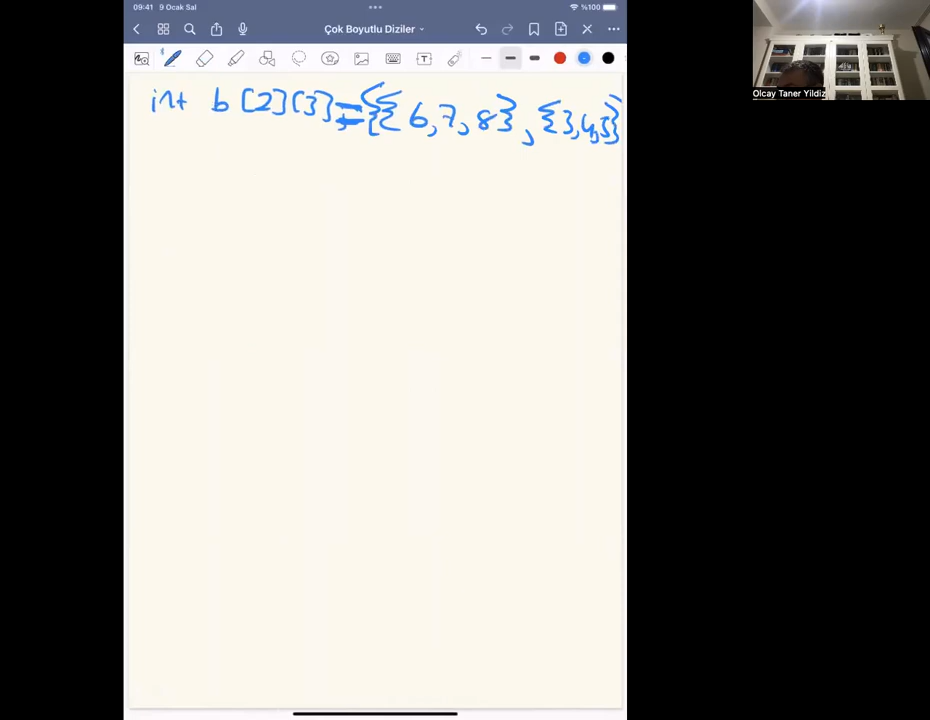 09:41 9 Ocak Sal
%100
Çok Boyutlu Diziler
int b [2][3] = {{ 6, 7, 8 } , { 3, 4, 5 }}
Olcay Taner Yildiz